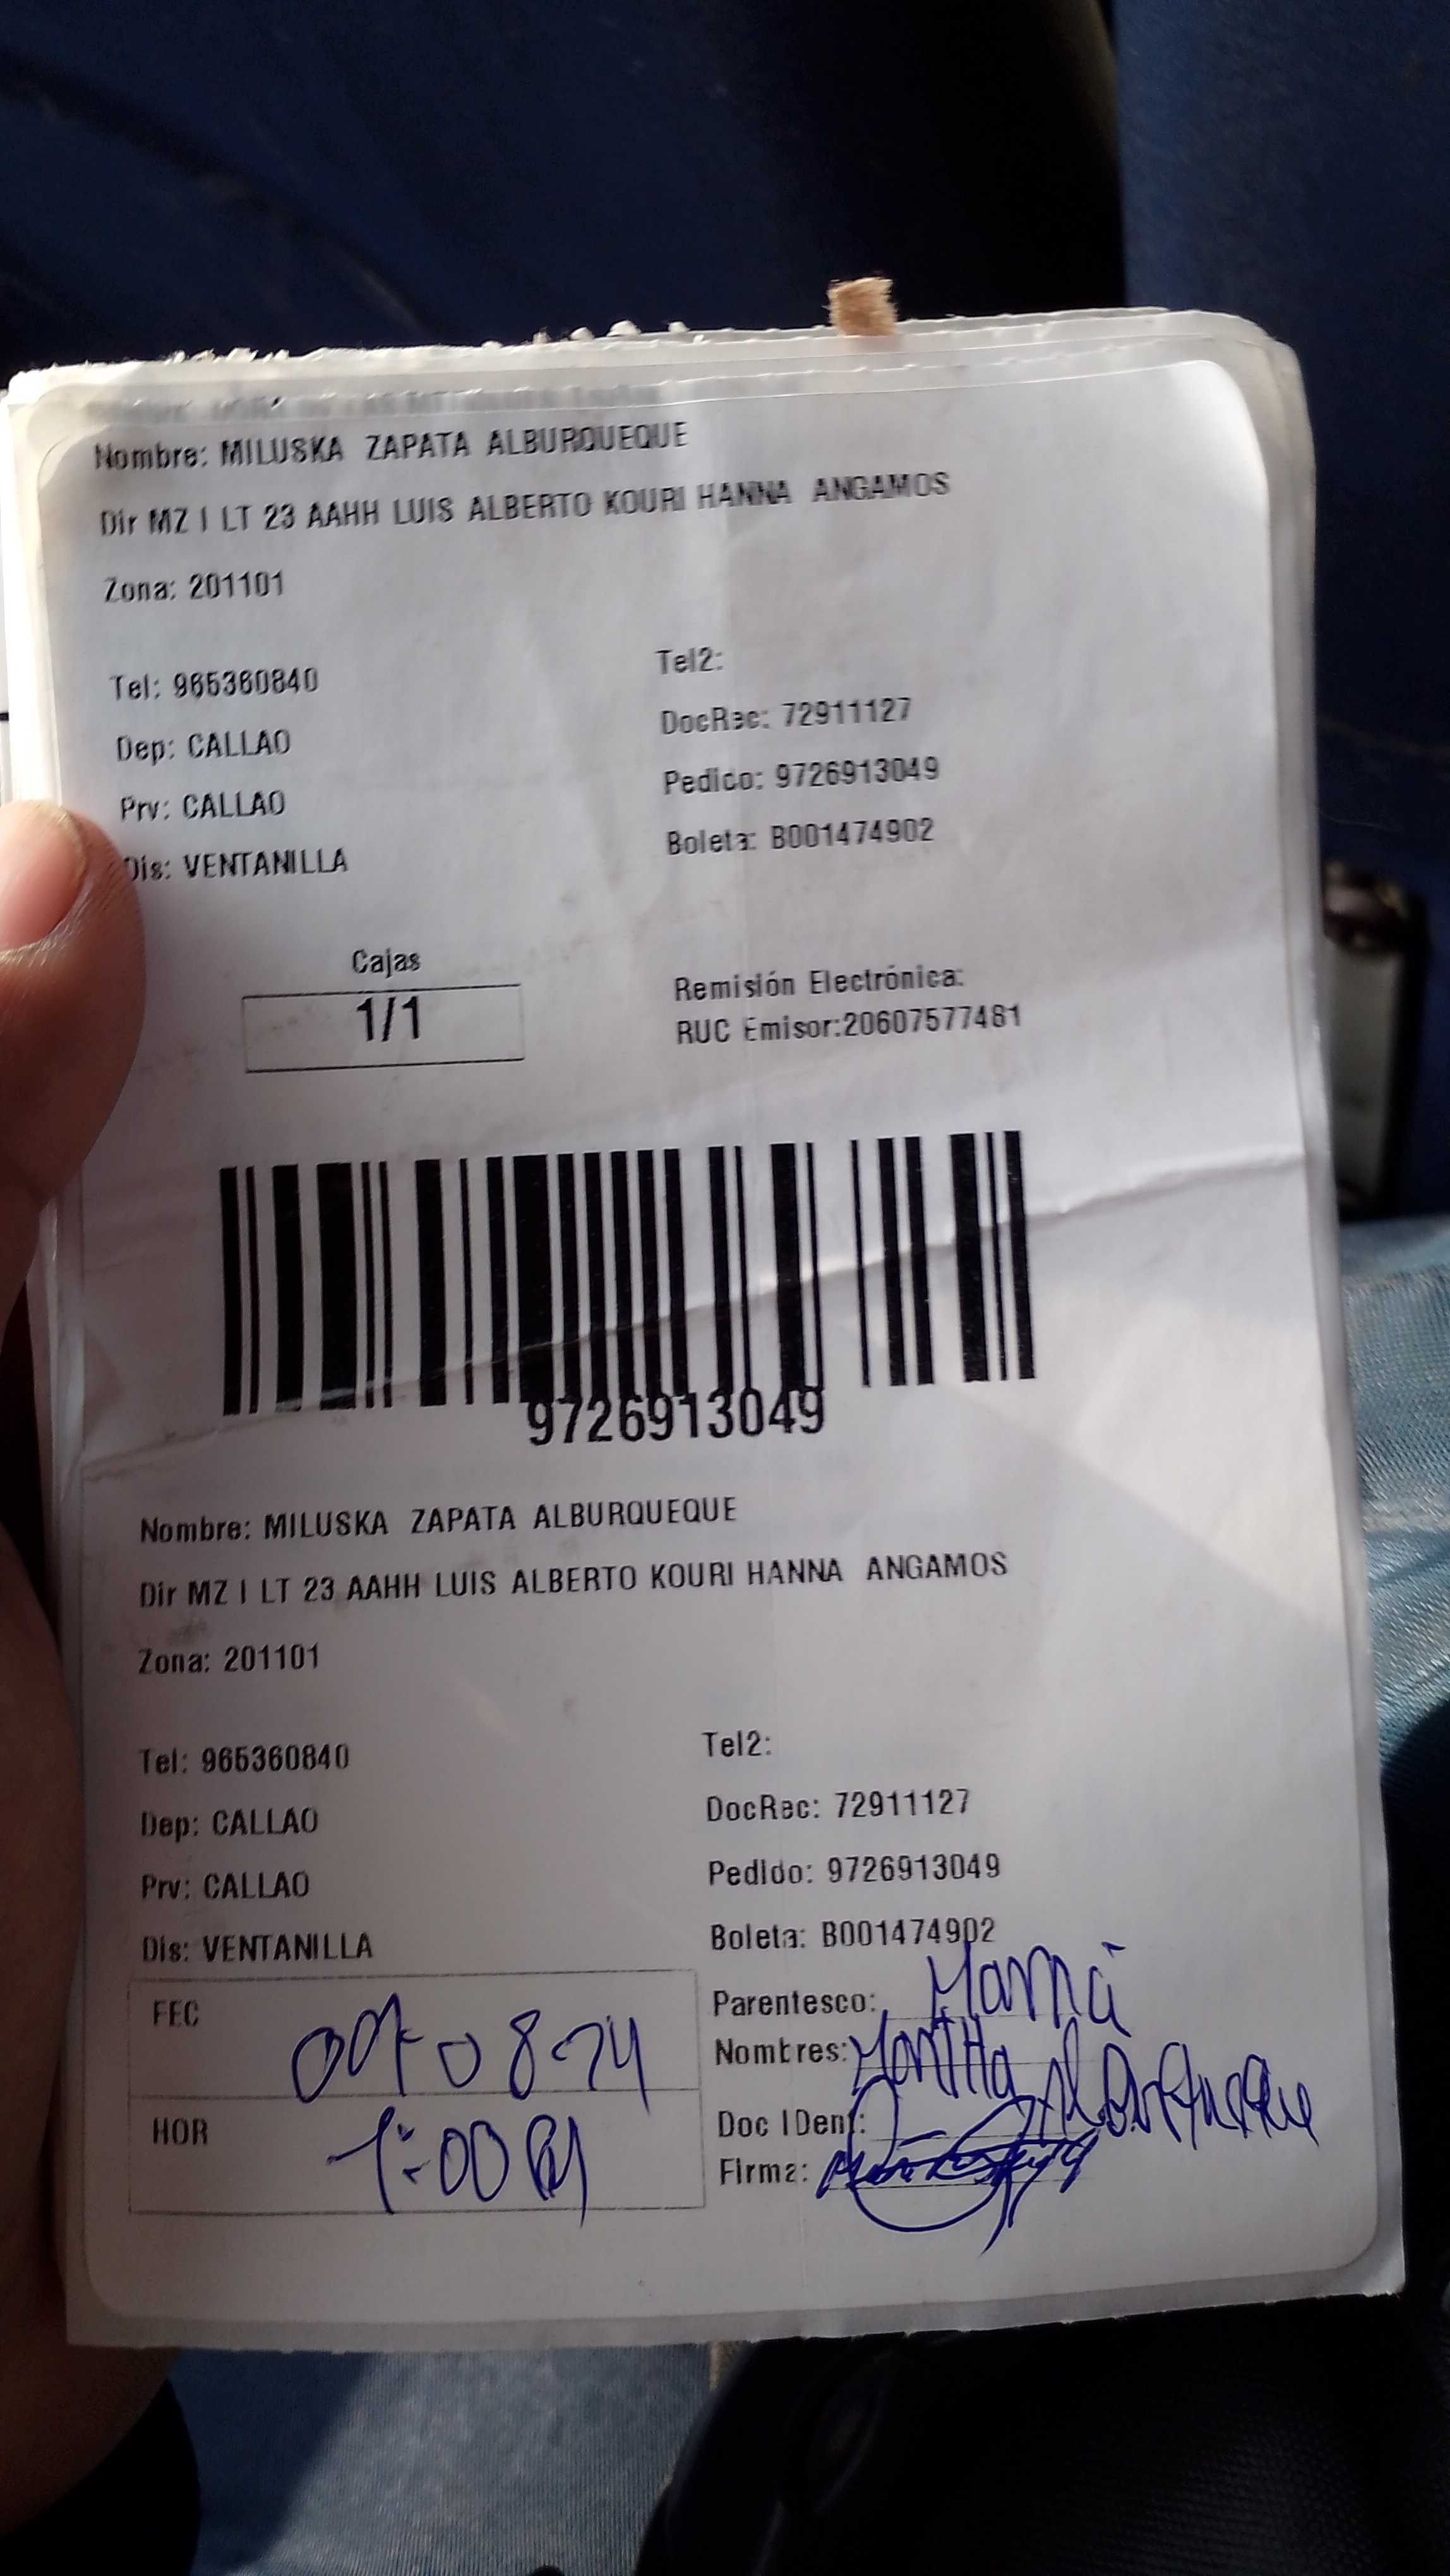 Nombre: MILUSKA ZAPATA ALBURQUEQUE
Dir MZ I LT 23 AAHH LUIS ALBERTO KOURI HANNA ANGAMOS
Zona: 201101
Tel: 965360840
Tel2:
DocRec: 72911127
Dep: CALLAO
Pedido: 9726913049
Prv: CALLAO
Boleta: B001474902
Dis: VENTANILLA
Cajas
1/1
Remisión Electrónica:
RUC Emisor:20607577481
9726913049
Nombre: MILUSKA ZAPATA ALBURQUEQUE
Dir MZ I LT 23 AAHH LUIS ALBERTO KOURI HANNA ANGAMOS
Zona: 201101
Tel: 965360840
Tel2:
DocRec: 72911127
Dep: CALLAO
Pedido: 9726913049
Prv: CALLAO
Boleta: B001474902
Dis: VENTANILLA
FEC
Parentesco: Mamá
Nombres: Martha Alburqueque
HOR 1:00
Doc IDent:
Firma: